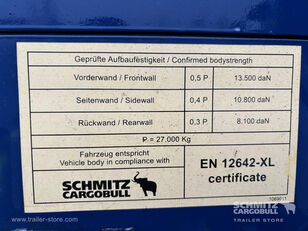 Geprüfte Aufbaufestigkeit / Confirmed bodystrength
Vorderwand / Frontwall 0,5 P 13.500 daN
Seitenwand / Sidewall 0,4 P 10.800 daN
Rückwand / Rearwall 0,3 P 8.100 daN
P = 27.000 Kg
Fahrzeug entspricht
Vehicle body in compliance with
EN 12642-XL
certificate
SCHMITZ
CARGOBULL
© Schmitz Cargobull
www.trailer-store.com